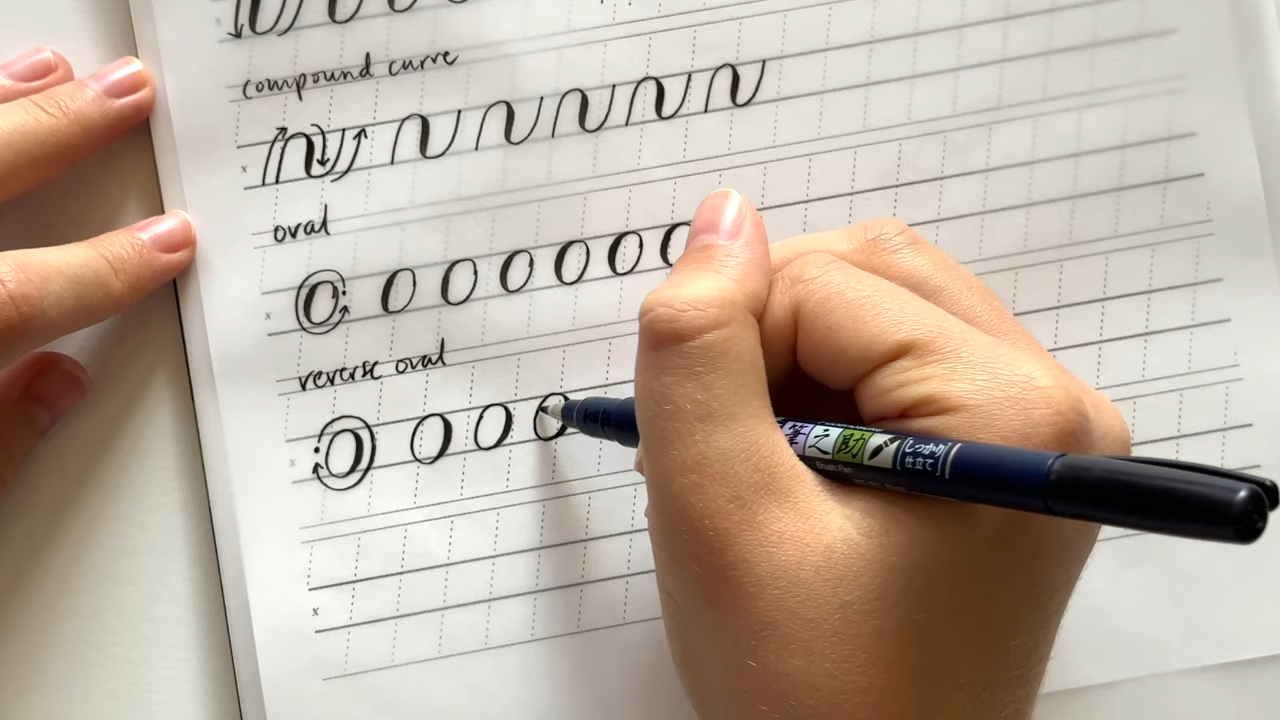 compound curve
x
oval
x
reverse oval
x
x
筆之助
しっかり
仕立て
Brush Pen